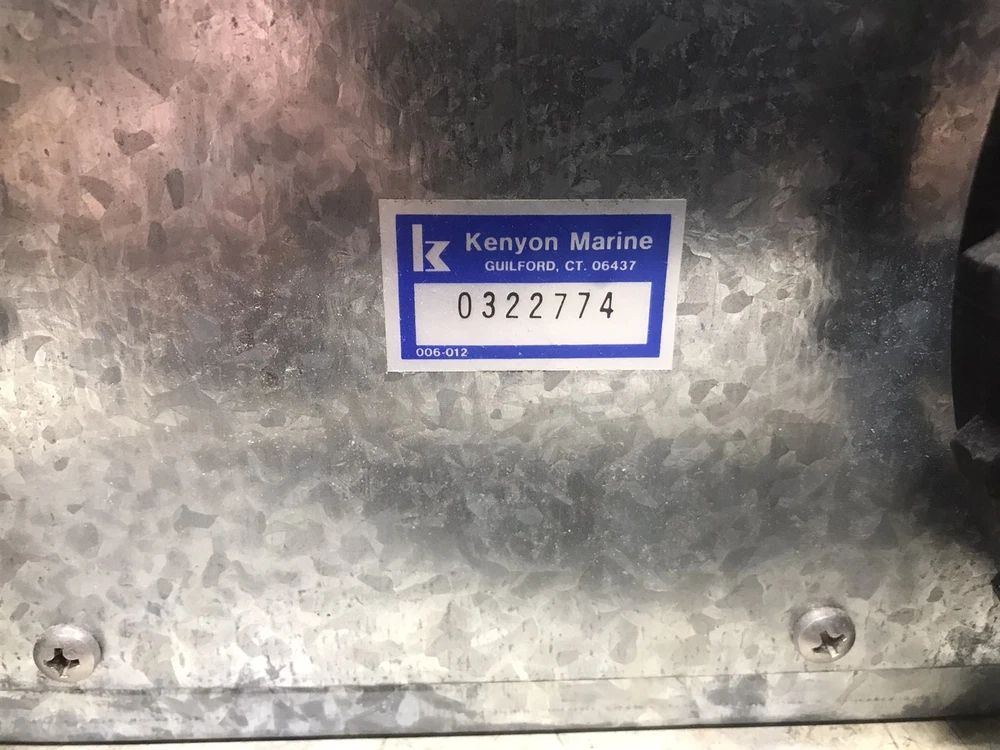 k Kenyon Marine
GUILFORD, CT. 06437
0322774
006-012